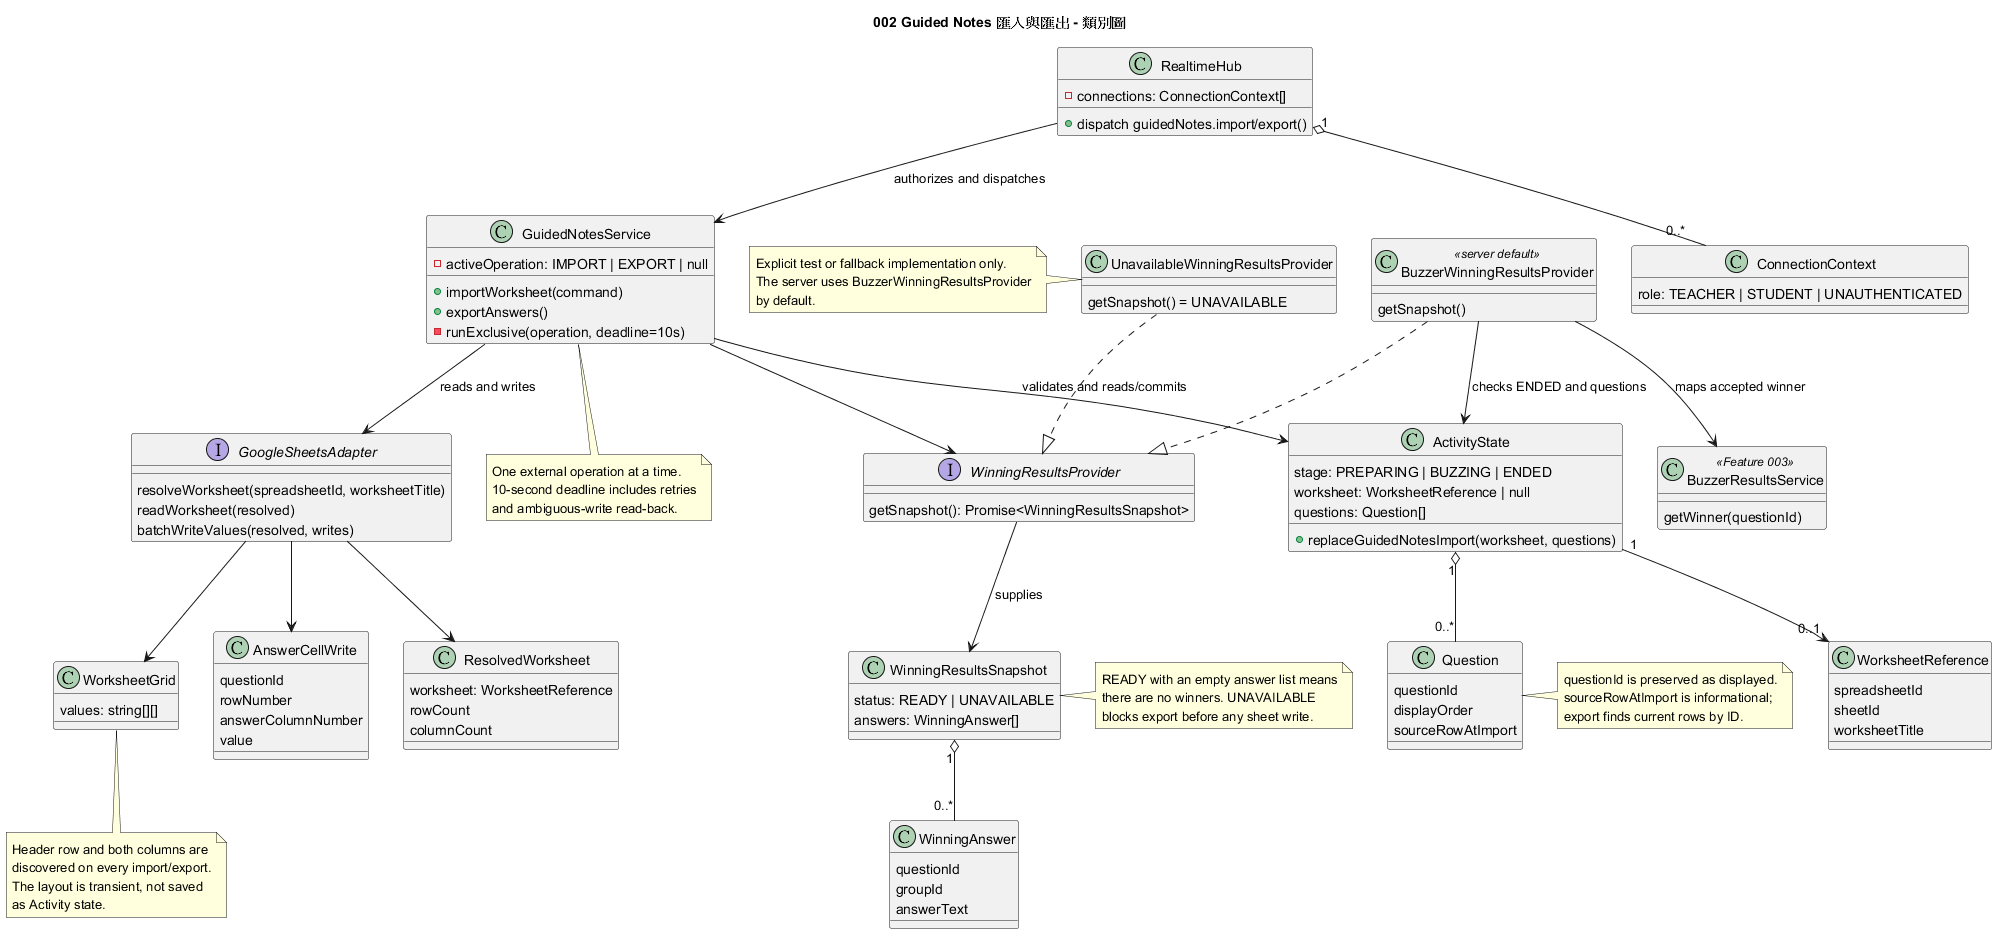 002 Guided Notes 匯入與匯出 - 類別圖
C RealtimeHub
connections: ConnectionContext[]
dispatch guidedNotes.import/export()
1
authorizes and dispatches
0..*
C GuidedNotesService
activeOperation: IMPORT | EXPORT | null
importWorksheet(command)
exportAnswers()
runExclusive(operation, deadline=10s)
Explicit test or fallback implementation only.
The server uses BuzzerWinningResultsProvider
by default.
C UnavailableWinningResultsProvider
getSnapshot() = UNAVAILABLE
«server default»
C BuzzerWinningResultsProvider
getSnapshot()
C ConnectionContext
role: TEACHER | STUDENT | UNAUTHENTICATED
reads and writes
validates and reads/commits
checks ENDED and questions
maps accepted winner
I GoogleSheetsAdapter
resolveWorksheet(spreadsheetId, worksheetTitle)
readWorksheet(resolved)
batchWriteValues(resolved, writes)
One external operation at a time.
10-second deadline includes retries
and ambiguous-write read-back.
I WinningResultsProvider
getSnapshot(): Promise<WinningResultsSnapshot>
C ActivityState
stage: PREPARING | BUZZING | ENDED
worksheet: WorksheetReference | null
questions: Question[]
replaceGuidedNotesImport(worksheet, questions)
«Feature 003»
C BuzzerResultsService
getWinner(questionId)
1
1
supplies
0..*
0..1
C WorksheetGrid
values: string[][]
C AnswerCellWrite
questionId
rowNumber
answerColumnNumber
value
C ResolvedWorksheet
worksheet: WorksheetReference
rowCount
columnCount
C WinningResultsSnapshot
status: READY | UNAVAILABLE
answers: WinningAnswer[]
READY with an empty answer list means
there are no winners. UNAVAILABLE
blocks export before any sheet write.
C Question
questionId
displayOrder
sourceRowAtImport
questionId is preserved as displayed.
sourceRowAtImport is informational;
export finds current rows by ID.
C WorksheetReference
spreadsheetId
sheetId
worksheetTitle
1
0..*
Header row and both columns are
discovered on every import/export.
The layout is transient, not saved
as Activity state.
C WinningAnswer
questionId
groupId
answerText